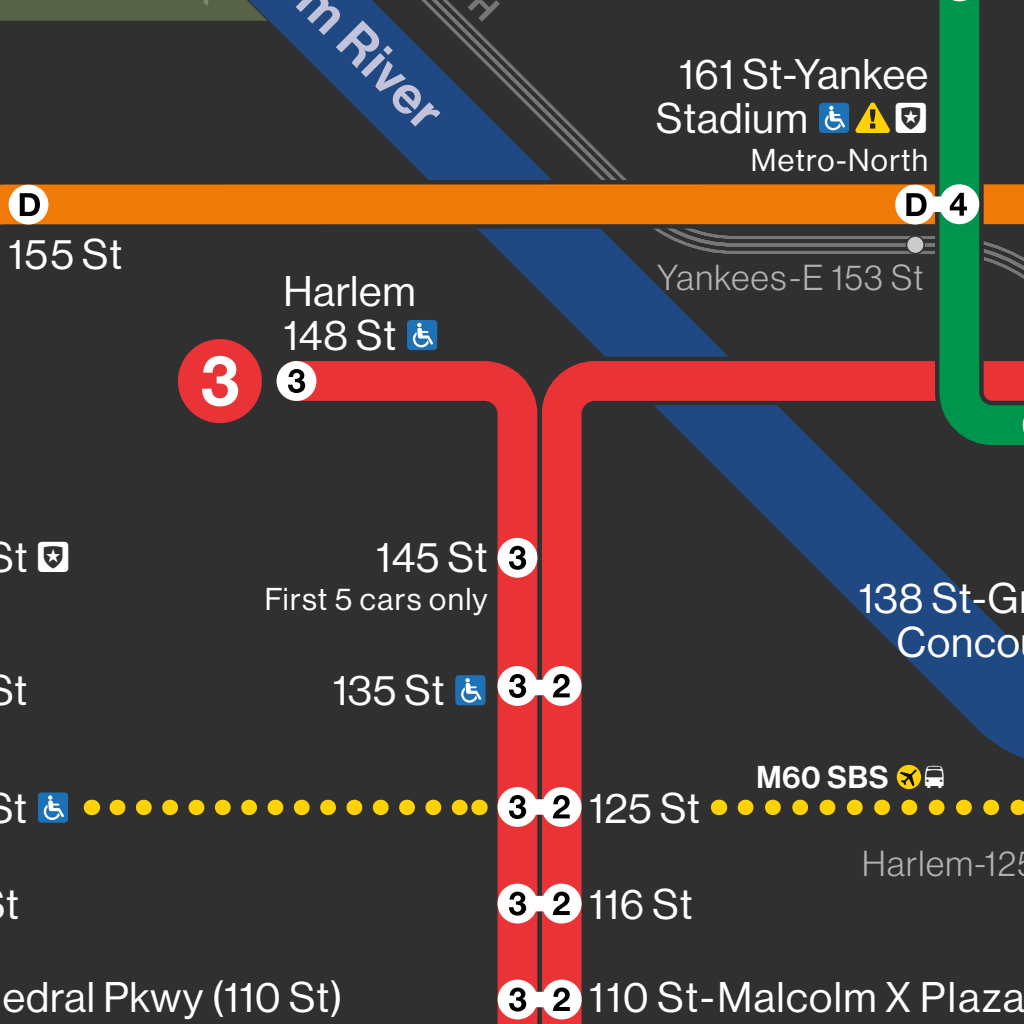 H
m River
161 St-Yankee
Stadium
Metro-North
D
D 4
155 St
Yankees-E 153 St
Harlem
148 St
3
3
St
145 St
3
First 5 cars only
138 St-Gr
Concou
St
135 St
3 2
M60 SBS
St
3 2
125 St
Harlem-125
St
3 2
116 St
edral Pkwy (110 St)
3 2
110 St-Malcolm X Plaza